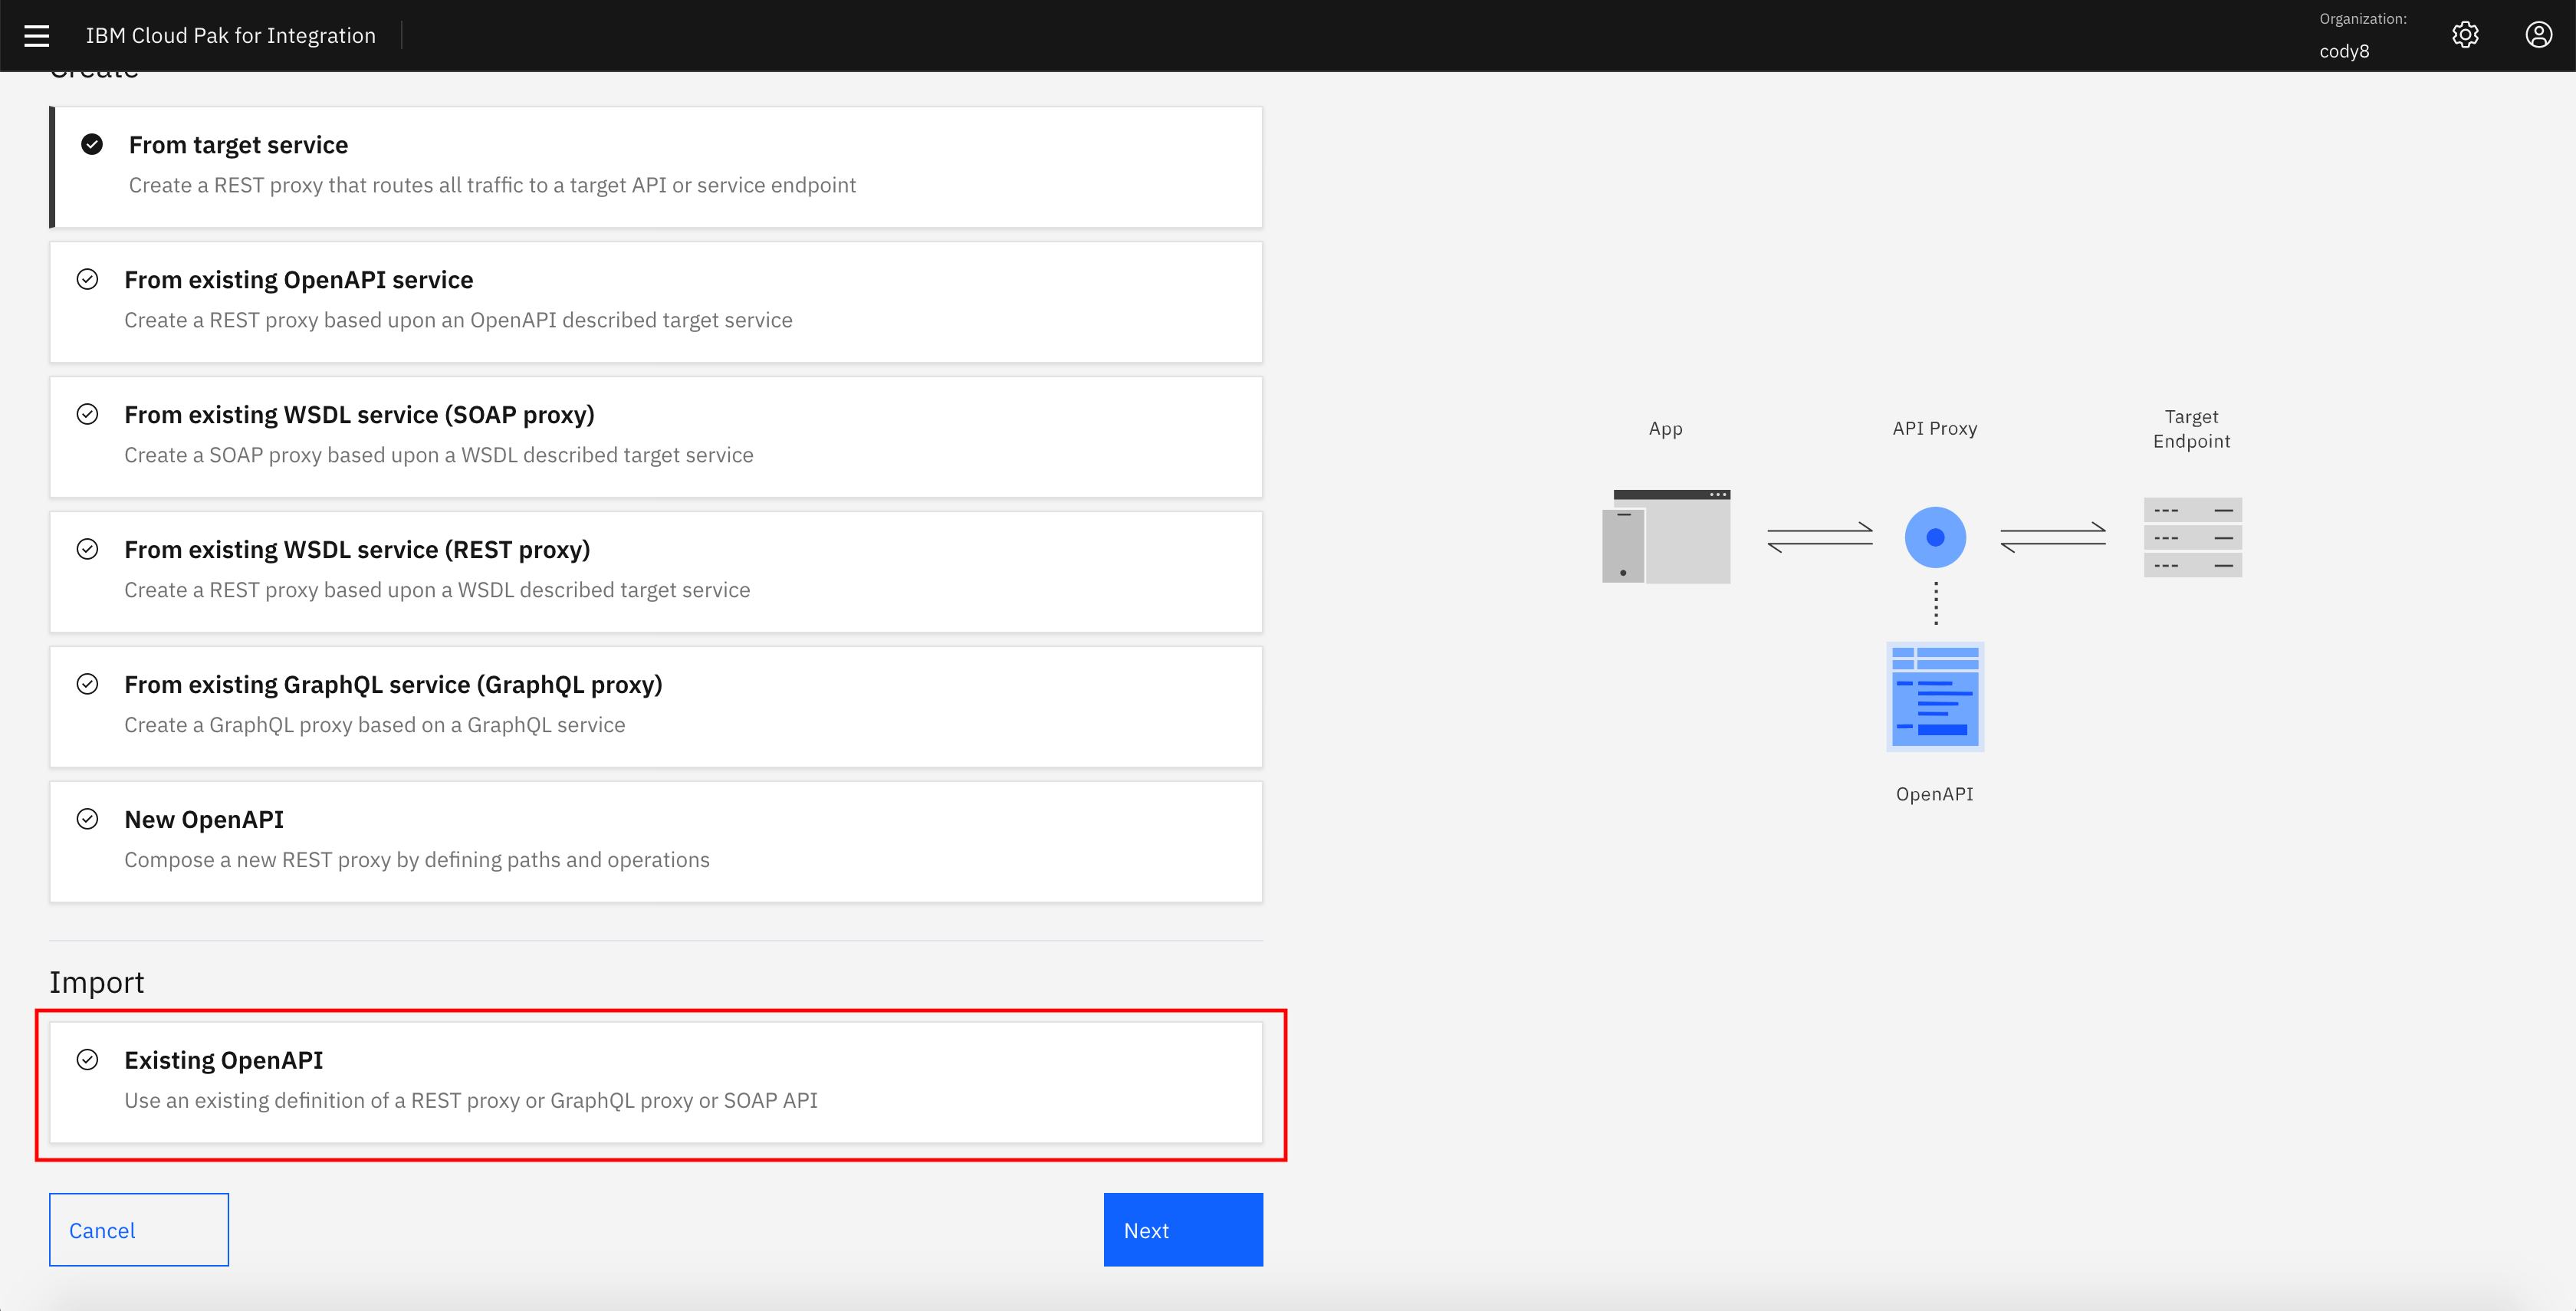 IBM Cloud Pak for Integration
Organization:
cody8
Create
From target service
Create a REST proxy that routes all traffic to a target API or service endpoint
From existing OpenAPI service
Create a REST proxy based upon an OpenAPI described target service
From existing WSDL service (SOAP proxy)
Create a SOAP proxy based upon a WSDL described target service
From existing WSDL service (REST proxy)
Create a REST proxy based upon a WSDL described target service
From existing GraphQL service (GraphQL proxy)
Create a GraphQL proxy based on a GraphQL service
New OpenAPI
Compose a new REST proxy by defining paths and operations
Import
Existing OpenAPI
Use an existing definition of a REST proxy or GraphQL proxy or SOAP API
Cancel
Next
App
API Proxy
Target
Endpoint
OpenAPI